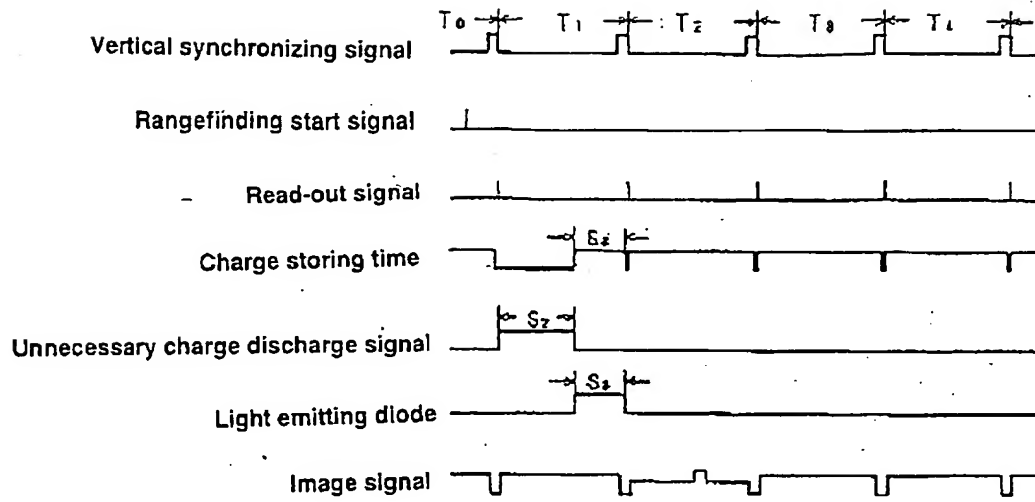 T₀ T₁ T₂ T₃ T₄
Vertical synchronizing signal
Rangefinding start signal
Read-out signal
Charge storing time
S₇
Unnecessary charge discharge signal
Light emitting diode
Image signal